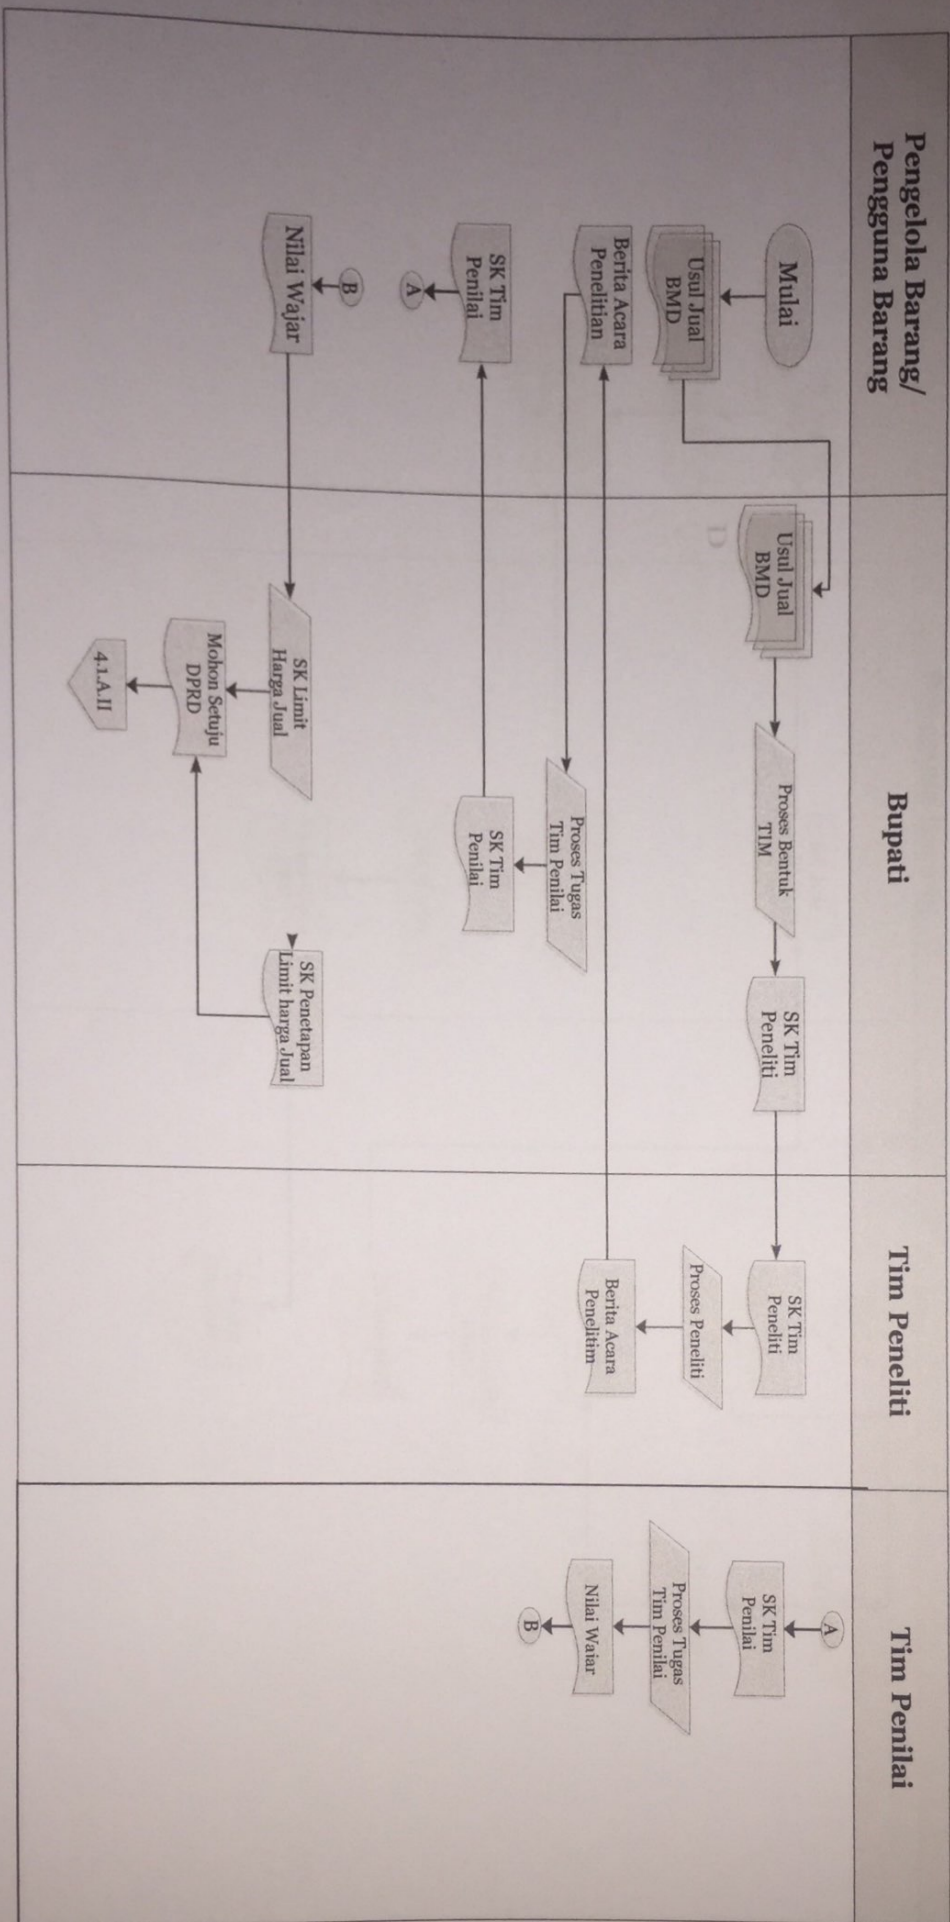 Pengelola Barang/
Pengguna Barang
Bupati
Tim Peneliti
Tim Penilai
Mulai
Usul Jual
BMD
Berita Acara
Penelitian
SK Tim
Penilai
A
B
Nilai Wajar
Usul Jual
BMD
Proses Bentuk
TIM
SK Tim
Peneliti
Proses Tugas
Tim Penilai
SK Tim
Penilai
SK Limit
Harga Jual
Mohon Setuju
DPRD
4.1.A.II
SK Penetapan
Limit harga Jual
SK Tim
Peneliti
Proses Peneliti
Berita Acara
Penelitim
A
SK Tim
Penilai
Proses Tugas
Tim Penilai
Nilai Waiar
B